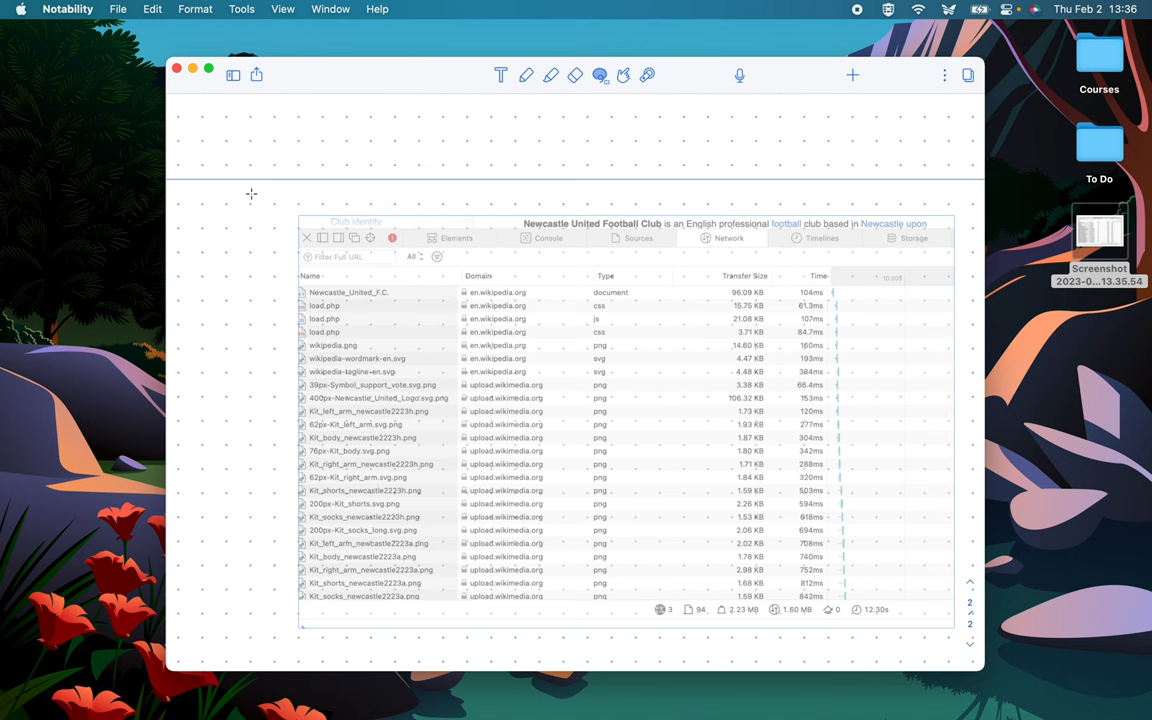 Notability File Edit Format Tools View Window Help Thu Feb 2 13:36
Courses
To Do
Screenshot
2023-0...13.35.54
Club identity Newcastle United Football Club is an English professional football club based in Newcastle upon
Elements Console Sources Network Timelines Storage
Filter Full URL All
Name Domain Type Transfer Size Time 10.00s
Newcastle_United_F.C. en.wikipedia.org document 96.09 KB 104ms
load.php en.wikipedia.org css 15.75 KB 61.3ms
load.php en.wikipedia.org js 21.08 KB 107ms
load.php en.wikipedia.org css 3.71 KB 84.7ms
wikipedia.png en.wikipedia.org png 14.60 KB 160ms
wikipedia-wordmark-en.svg en.wikipedia.org svg 4.47 KB 193ms
wikipedia-tagline-en.svg en.wikipedia.org svg 4.48 KB 384ms
39px-Symbol_support_vote.svg.png upload.wikimedia.org png 3.38 KB 66.4ms
400px-Newcastle_United_Logo.svg.png upload.wikimedia.org png 106.32 KB 153ms
Kit_left_arm_newcastle2223h.png upload.wikimedia.org png 1.73 KB 120ms
62px-Kit_left_arm.svg.png upload.wikimedia.org png 1.93 KB 277ms
Kit_body_newcastle2223h.png upload.wikimedia.org png 1.87 KB 304ms
76px-Kit_body.svg.png upload.wikimedia.org png 1.80 KB 342ms
Kit_right_arm_newcastle2223h.png upload.wikimedia.org png 1.71 KB 288ms
62px-Kit_right_arm.svg.png upload.wikimedia.org png 1.84 KB 320ms
Kit_shorts_newcastle2223h.png upload.wikimedia.org png 1.59 KB 503ms
200px-Kit_shorts.svg.png upload.wikimedia.org png 2.26 KB 594ms
Kit_socks_newcastle2223h.png upload.wikimedia.org png 1.53 KB 618ms
200px-Kit_socks_long.svg.png upload.wikimedia.org png 2.06 KB 694ms
Kit_left_arm_newcastle2223a.png upload.wikimedia.org png 2.02 KB 708ms
Kit_body_newcastle2223a.png upload.wikimedia.org png 1.78 KB 740ms
Kit_right_arm_newcastle2223a.png upload.wikimedia.org png 2.98 KB 752ms
Kit_shorts_newcastle2223a.png upload.wikimedia.org png 1.68 KB 812ms
Kit_socks_newcastle2223a.png upload.wikimedia.org png 1.59 KB 842ms
3 94 2.23 MB 1.60 MB 0 12.30s
2
2